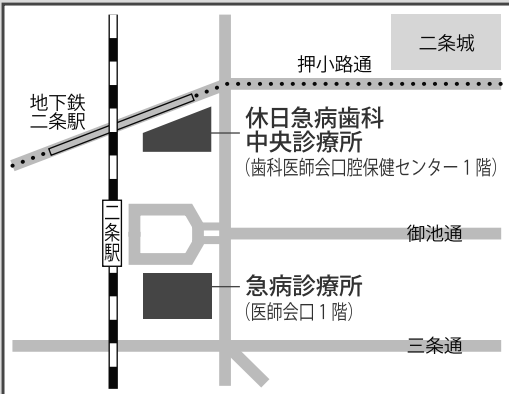 二条城
押小路通
地下鉄
二条駅
休日急病歯科
中央診療所
（歯科医師会口腔保健センター１階）
二条駅
御池通
急病診療所
（医師会口１階）
三条通